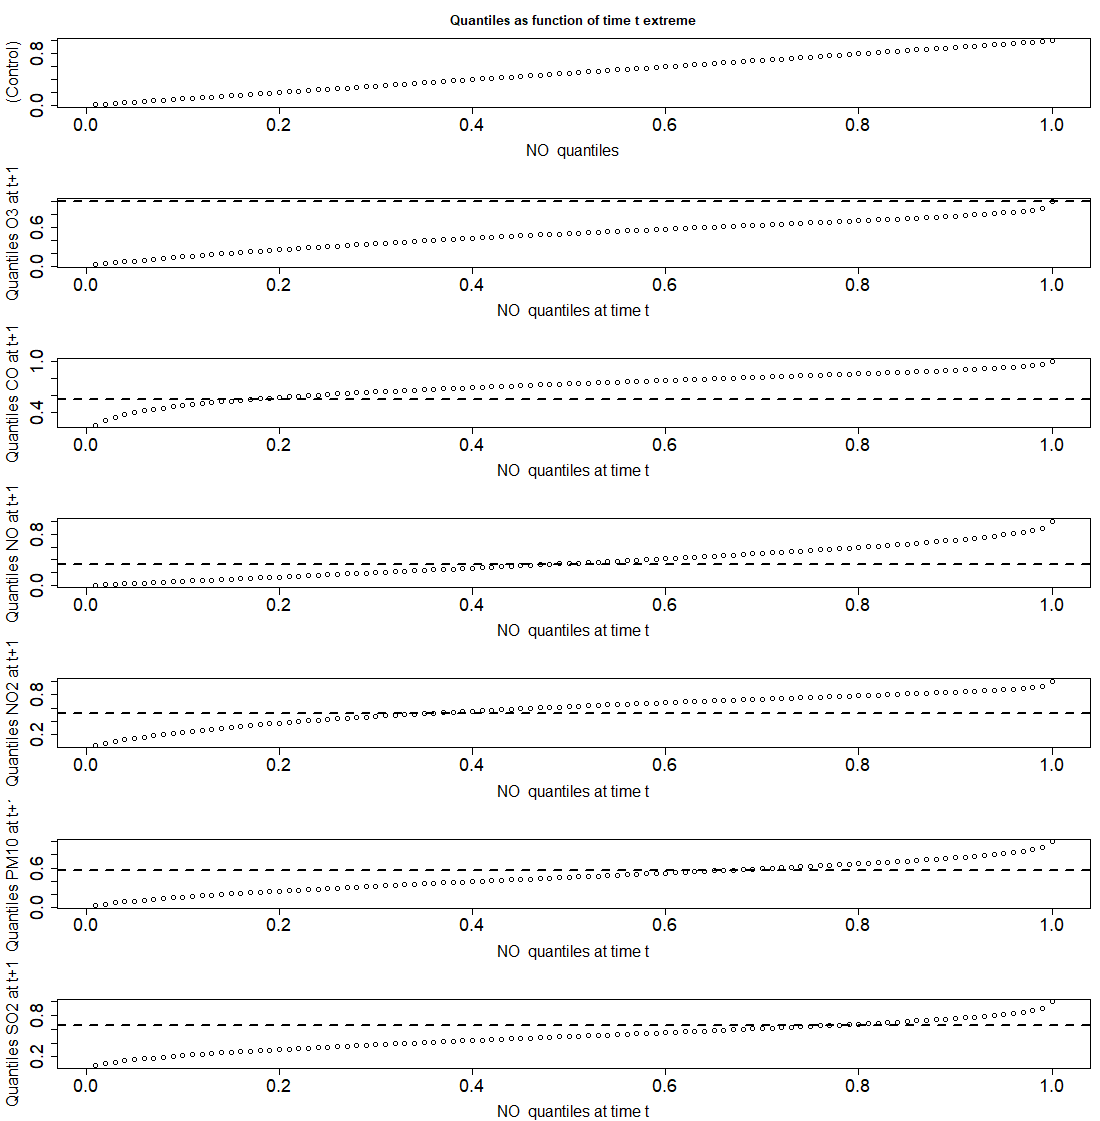 Quantiles as function of time t extreme
(Control)
0.0 0.8
0.0 0.2 0.4 0.6 0.8 1.0
NO quantiles
Quantiles O3 at t+1
0.0 0.6
0.0 0.2 0.4 0.6 0.8 1.0
NO quantiles at time t
Quantiles CO at t+1
0.4 1.0
0.0 0.2 0.4 0.6 0.8 1.0
NO quantiles at time t
Quantiles NO at t+1
0.0 0.8
0.0 0.2 0.4 0.6 0.8 1.0
NO quantiles at time t
Quantiles NO2 at t+1
0.2 0.8
0.0 0.2 0.4 0.6 0.8 1.0
NO quantiles at time t
Quantiles PM10 at t+
0.0 0.6
0.0 0.2 0.4 0.6 0.8 1.0
NO quantiles at time t
Quantiles SO2 at t+1
0.2 0.8
0.0 0.2 0.4 0.6 0.8 1.0
NO quantiles at time t